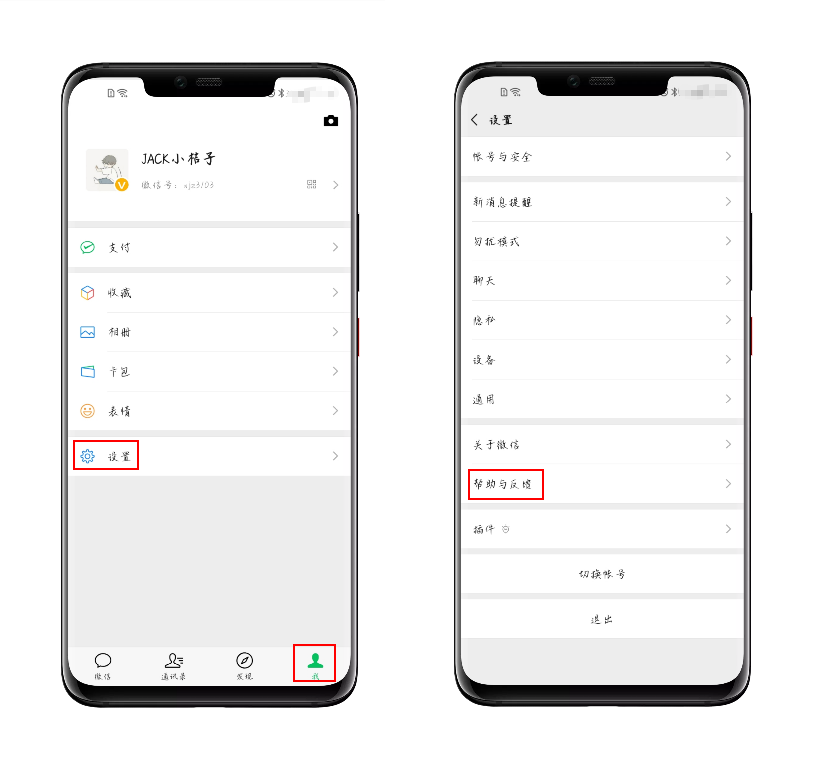 JACK小桔子
微信号：xjz3103
支付
收藏
相册
卡包
表情
设置
微信
通讯录
发现
我
设置
帐号与安全
新消息提醒
勿扰模式
聊天
隐私
设备
通用
关于微信
帮助与反馈
插件
切换帐号
退出